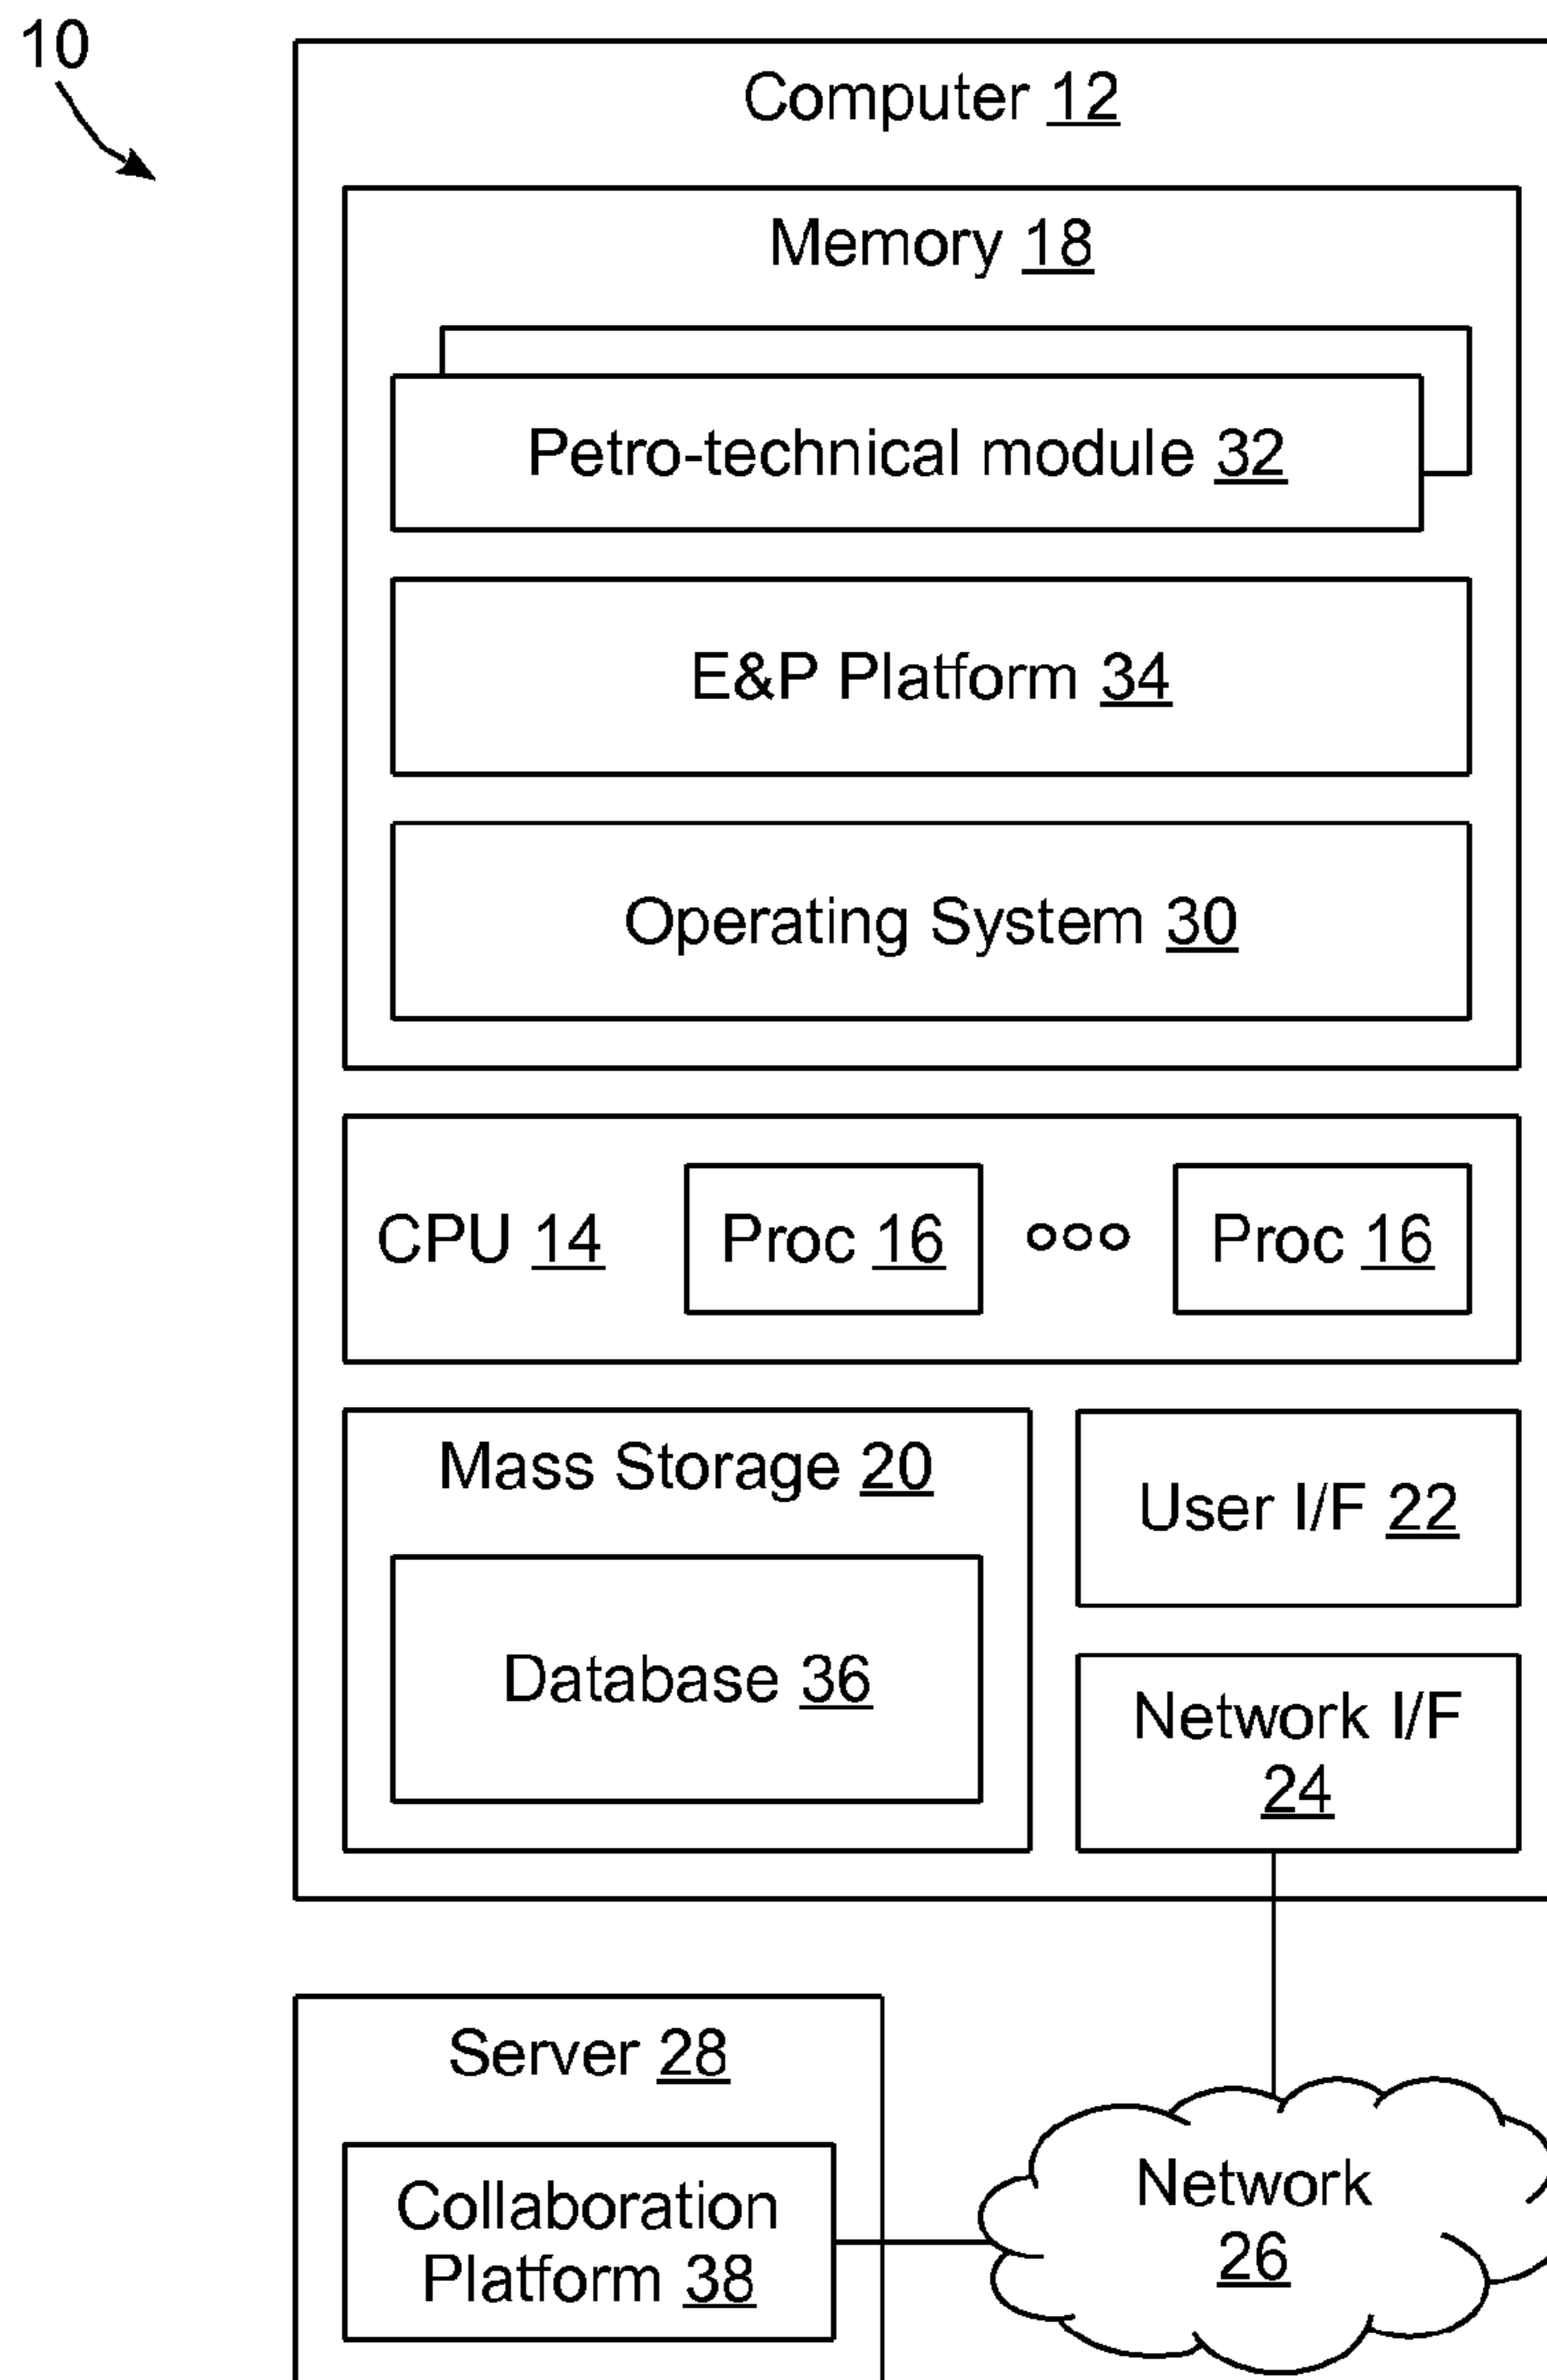 10
Computer 12
Memory 18
Petro-technical module 32
E&P Platform 34
Operating System 30
CPU 14
Proc 16
Proc 16
Mass Storage 20
Database 36
User I/F 22
Network I/F
24
Server 28
Collaboration
Platform 38
Network
26